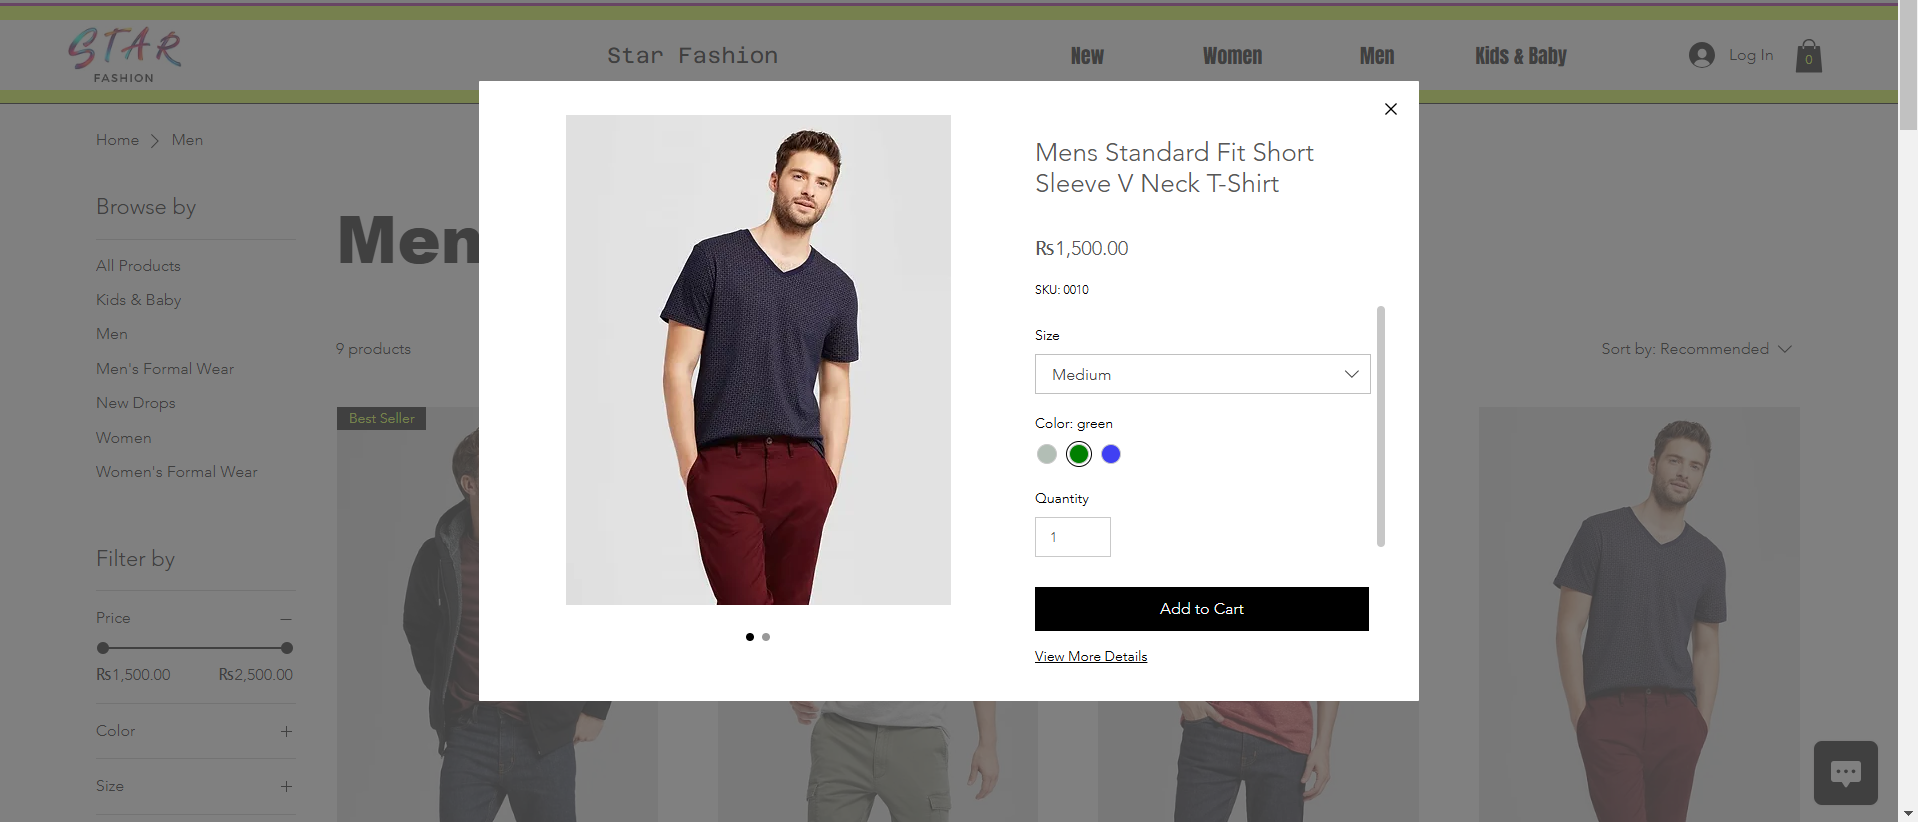 STAR
FASHION
Star Fashion
New
Women
Men
Kids & Baby
Log In
0
Home
Men
Browse by
All Products
Kids & Baby
Men
Men's Formal Wear
New Drops
Women
Women's Formal Wear
Filter by
Price
₨1,500.00
₨2,500.00
Color
Size
Men
9 products
Sort by: Recommended
Best Seller
Mens Standard Fit Short
Sleeve V Neck T-Shirt
₨1,500.00
SKU: 0010
Size
Medium
Color: green
Quantity
1
Add to Cart
View More Details